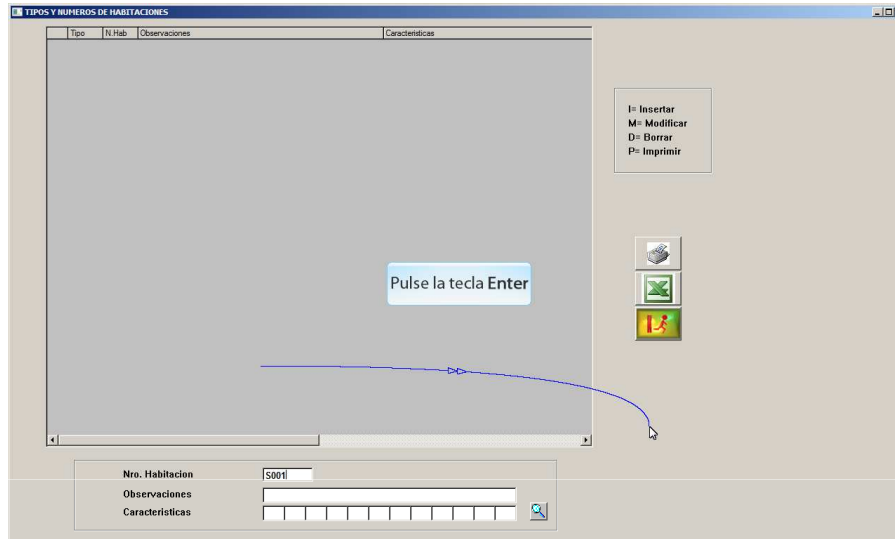 TIPOS Y NUMEROS DE HABITACIONES
Tipo N.Hab Observaciones Caracteristicas
I= Insertar
M= Modificar
D= Borrar
P= Imprimir
Pulse la tecla Enter
Nro. Habitacion S001
Observaciones
Caracteristicas